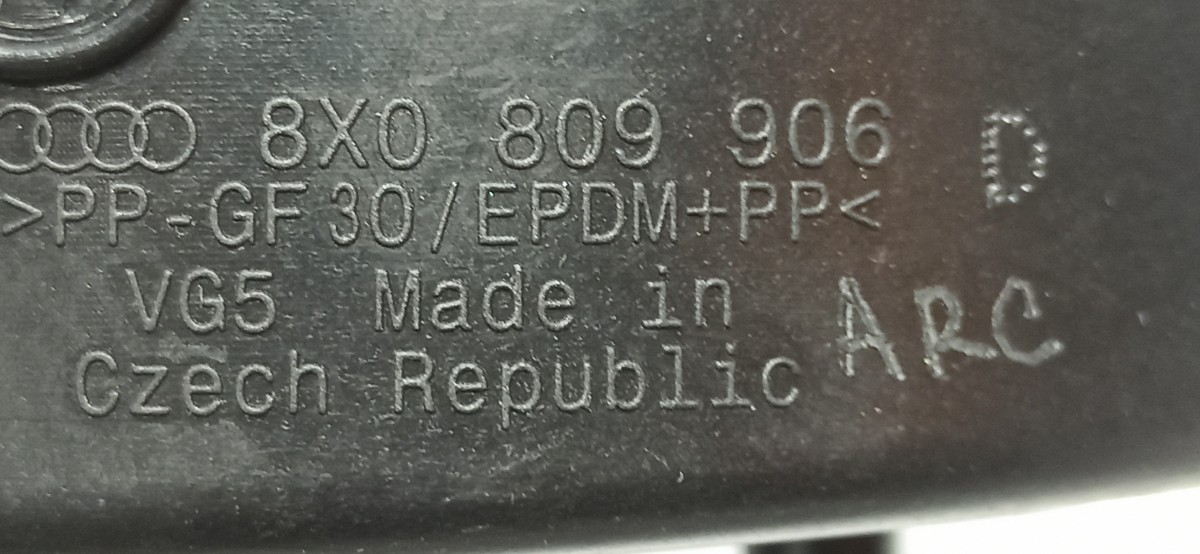 8X0 809 906 D
>PP-GF30/EPDM+PP<
VG5 Made in
Czech Republic
ARC